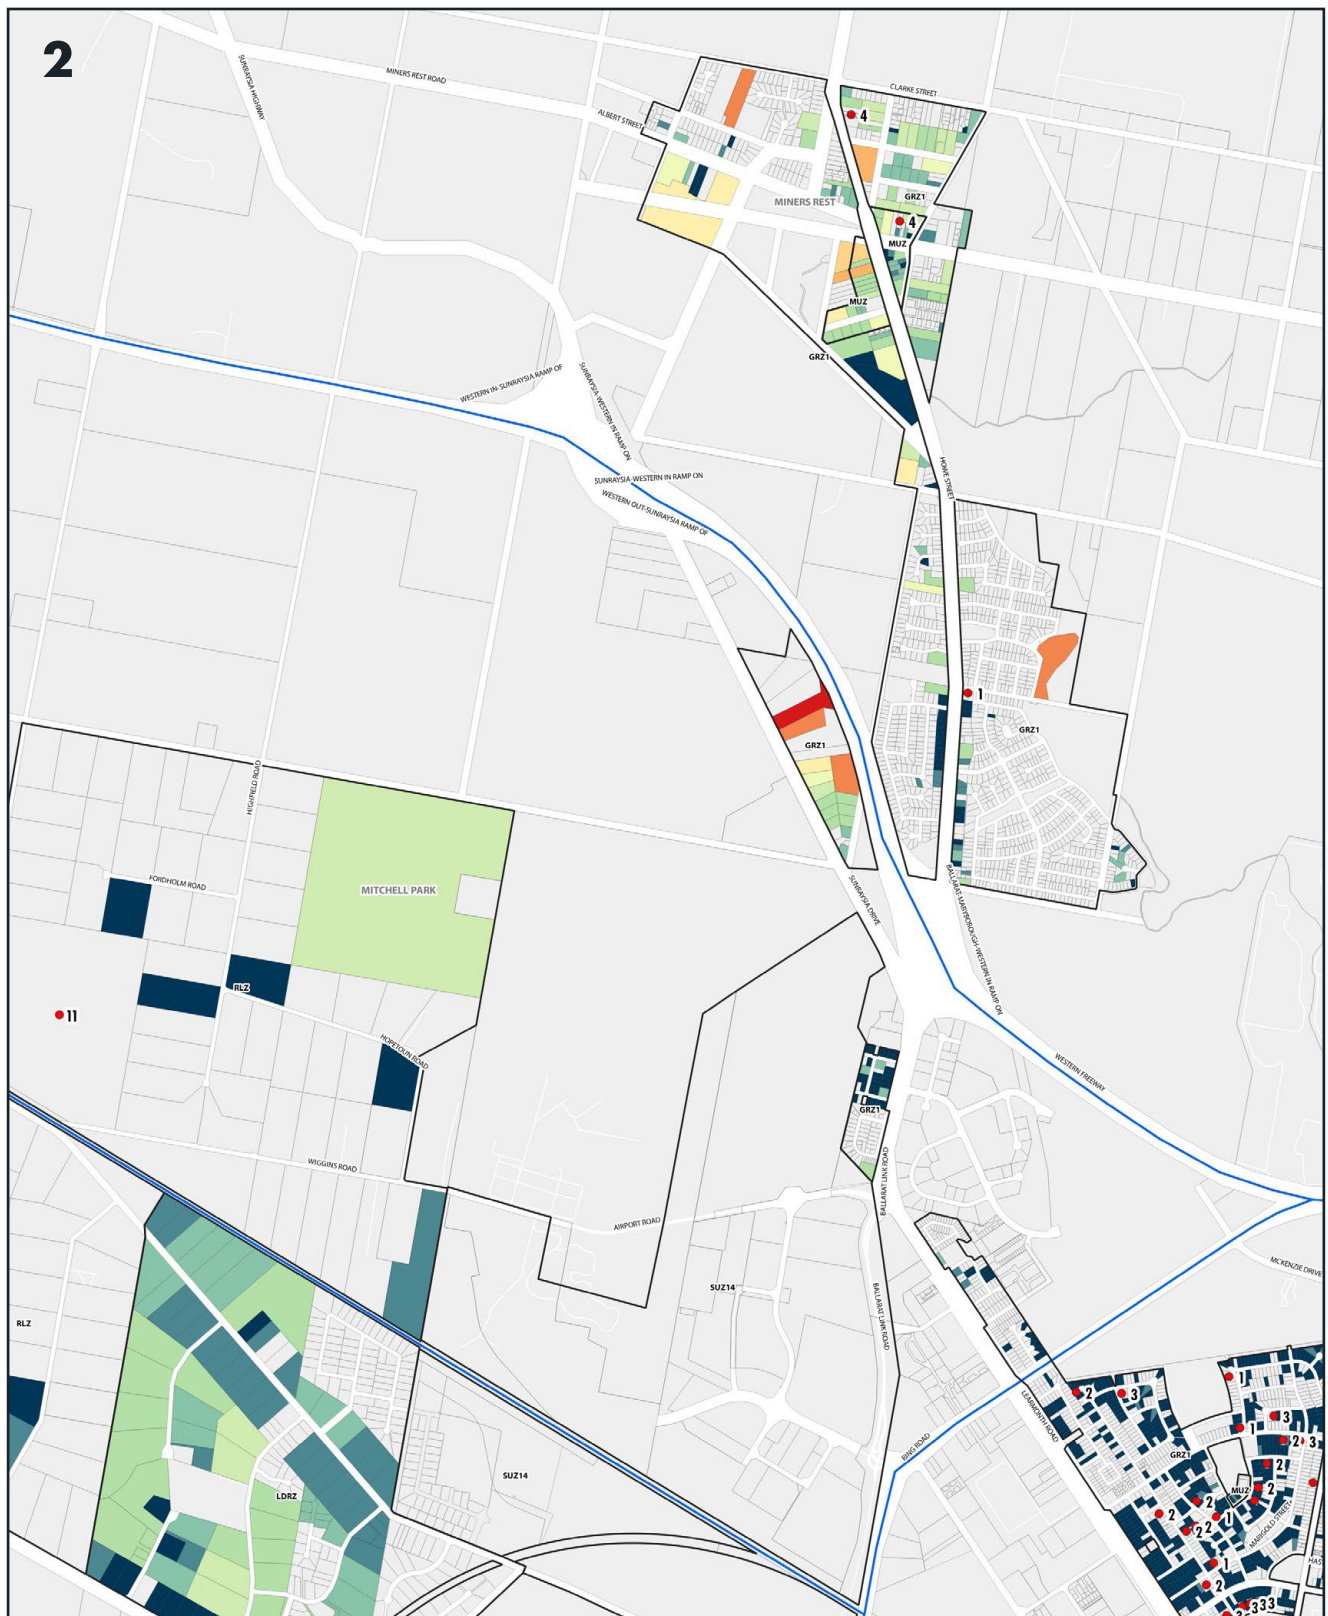 2
SUNRAYSIA HIGHWAY
MINERS REST ROAD
ALBERT STREET
CLARKE STREET
4
GRZ1
MINERS REST
4
MUZ
MUZ
GRZ1
WESTERN IN-SUNRAYSIA RAMP OF
SUNRAYSIA-WESTERN IN RAMP ON
SUNRAYSIA-WESTERN IN RAMP ON
WESTERN OUT-SUNRAYSIA RAMP OF
HOWE STREET
1
GRZ1
GRZ1
HIGHFIELD ROAD
FORDHOLM ROAD
MITCHELL PARK
SUNRAYSIA DRIVE
BALLARAT-MARYBOROUGH-WESTERN IN RAMP ON
RLZ
11
HOPETOUN ROAD
WESTERN FREEWAY
GRZ1
WIGGINS ROAD
BALLARAT LINK ROAD
AIRPORT ROAD
MCKENZIE DRIVE
SUZ14
BALLARAT LINK ROAD
RLZ
LEARMONTH ROAD
2
3
1
3
1
2
3
RING ROAD
GRZ1
2
SUZ14
LDRZ
MUZ
2
2
2
1
2
2
MARIGOLD STREET
1
HAS
2
3
3
3